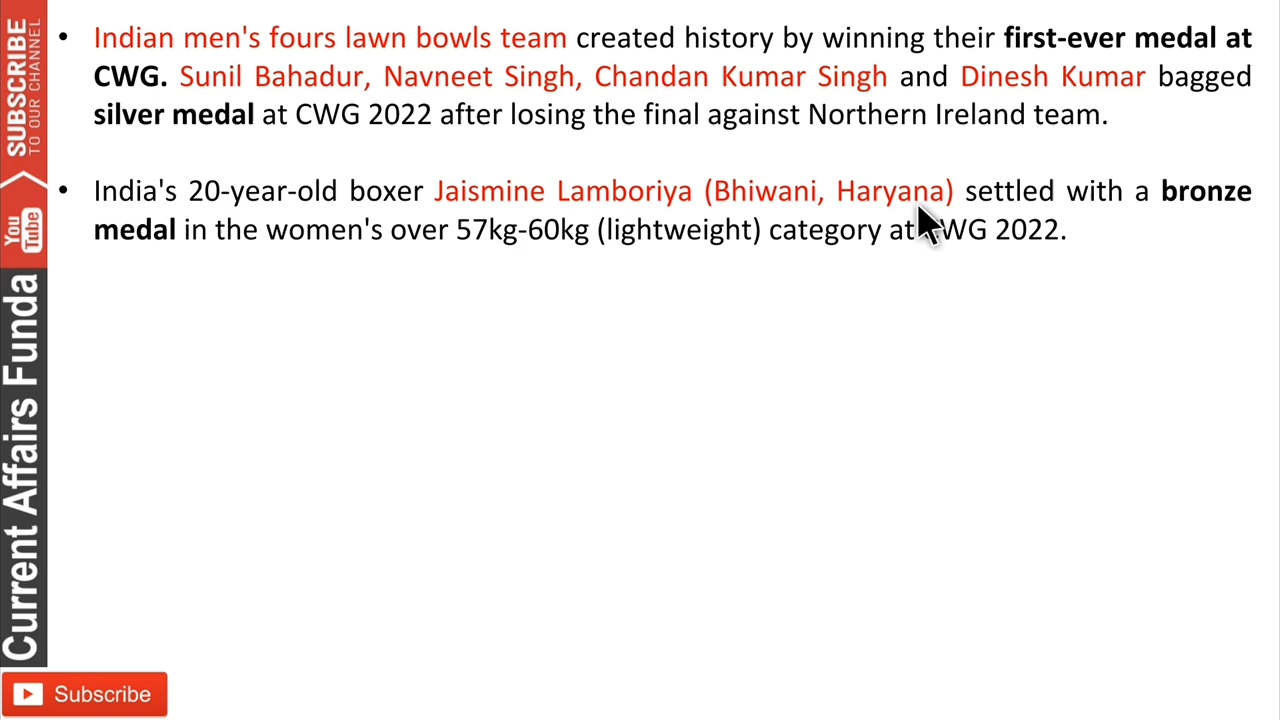 • Indian men's fours lawn bowls team created history by winning their first-ever medal at
CWG. Sunil Bahadur, Navneet Singh, Chandan Kumar Singh and Dinesh Kumar bagged
silver medal at CWG 2022 after losing the final against Northern Ireland team.
• India's 20-year-old boxer Jaismine Lamboriya (Bhiwani, Haryana) settled with a bronze
medal in the women's over 57kg-60kg (lightweight) category at CWG 2022.
SUBSCRIBE
TO OUR CHANNEL
You
Tube
Current Affairs Funda
Subscribe